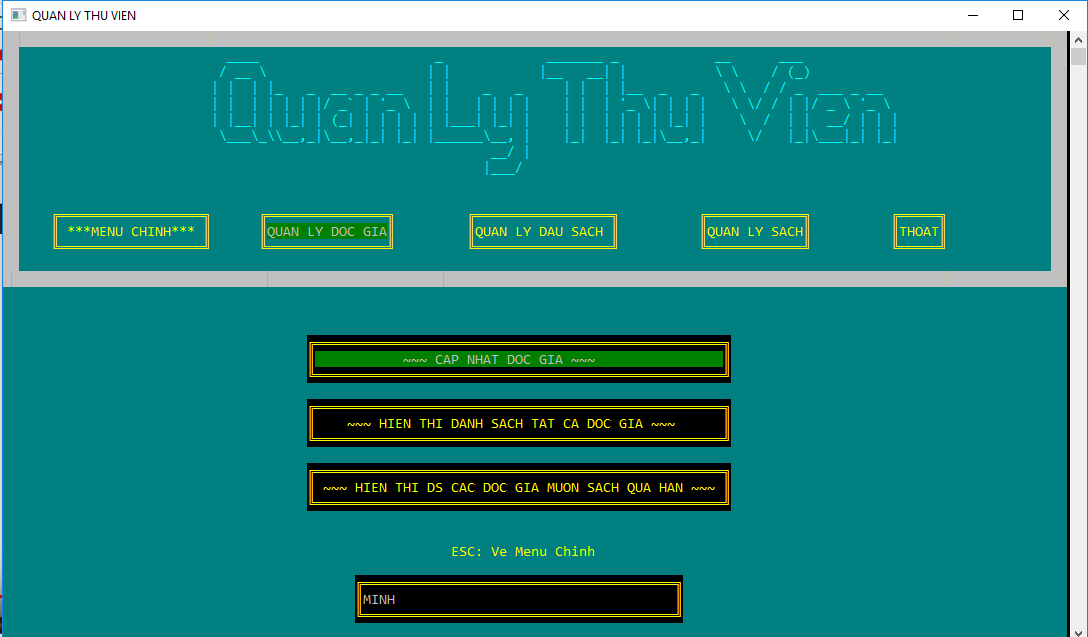 QUAN LY THU VIEN
Quan Ly Thu Vien
***MENU CHINH*** QUAN LY DOC GIA QUAN LY DAU SACH QUAN LY SACH THOAT
~~~ CAP NHAT DOC GIA ~~~
~~~ HIEN THI DANH SACH TAT CA DOC GIA ~~~
~~~ HIEN THI DS CAC DOC GIA MUON SACH QUA HAN ~~~
ESC: Ve Menu Chinh
MINH